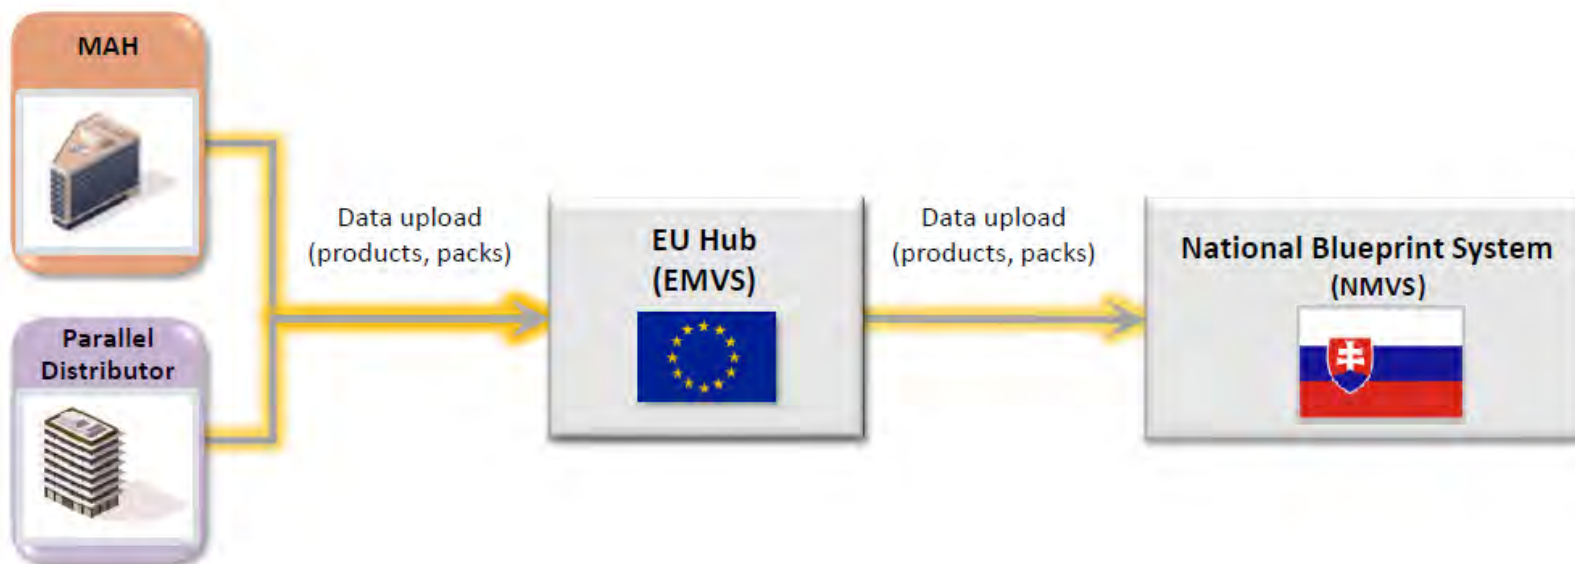 MAH
Parallel
Distributor
Data upload
(products, packs)
EU Hub
(EMVS)
Data upload
(products, packs)
National Blueprint System
(NMVS)